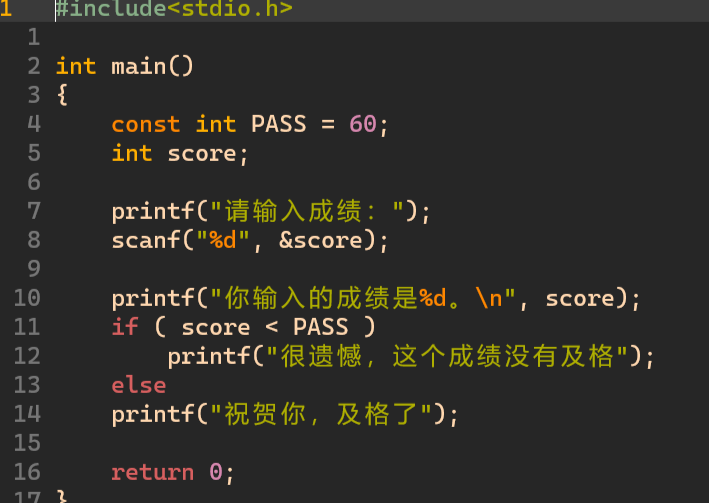 1 #include<stdio.h>
1
2 int main()
3 {
4     const int PASS = 60;
5     int score;
6
7     printf("请输入成绩：");
8     scanf("%d", &score);
9
10     printf("你输入的成绩是%d。\n", score);
11     if ( score < PASS )
12         printf("很遗憾，这个成绩没有及格");
13     else
14     printf("祝贺你，及格了");
15
16     return 0;
17 }